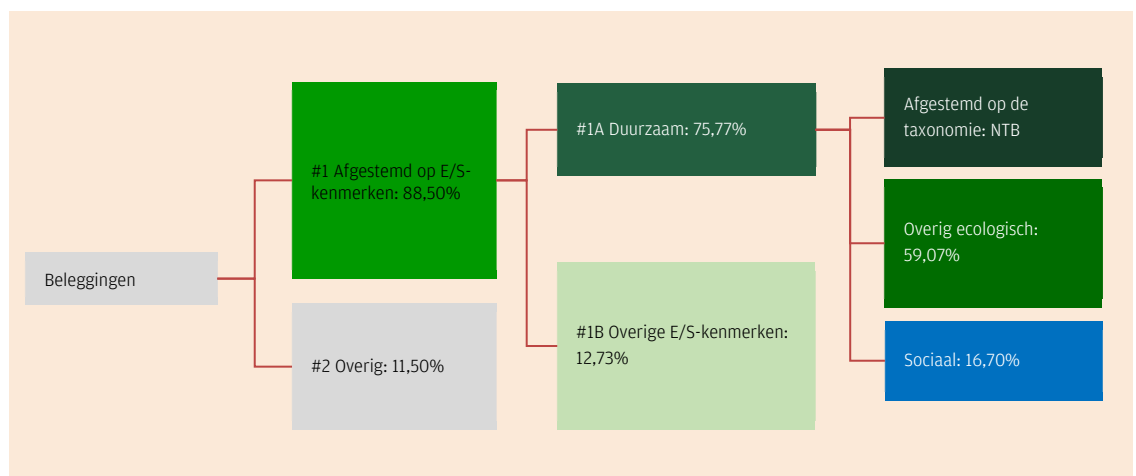 Beleggingen
#1 Afgestemd op E/S-
kenmerken: 88,50%
#2 Overig: 11,50%
#1A Duurzaam: 75,77%
#1B Overige E/S-kenmerken:
12,73%
Afgestemd op de
taxonomie: NTB
Overig ecologisch:
59,07%
Sociaal: 16,70%